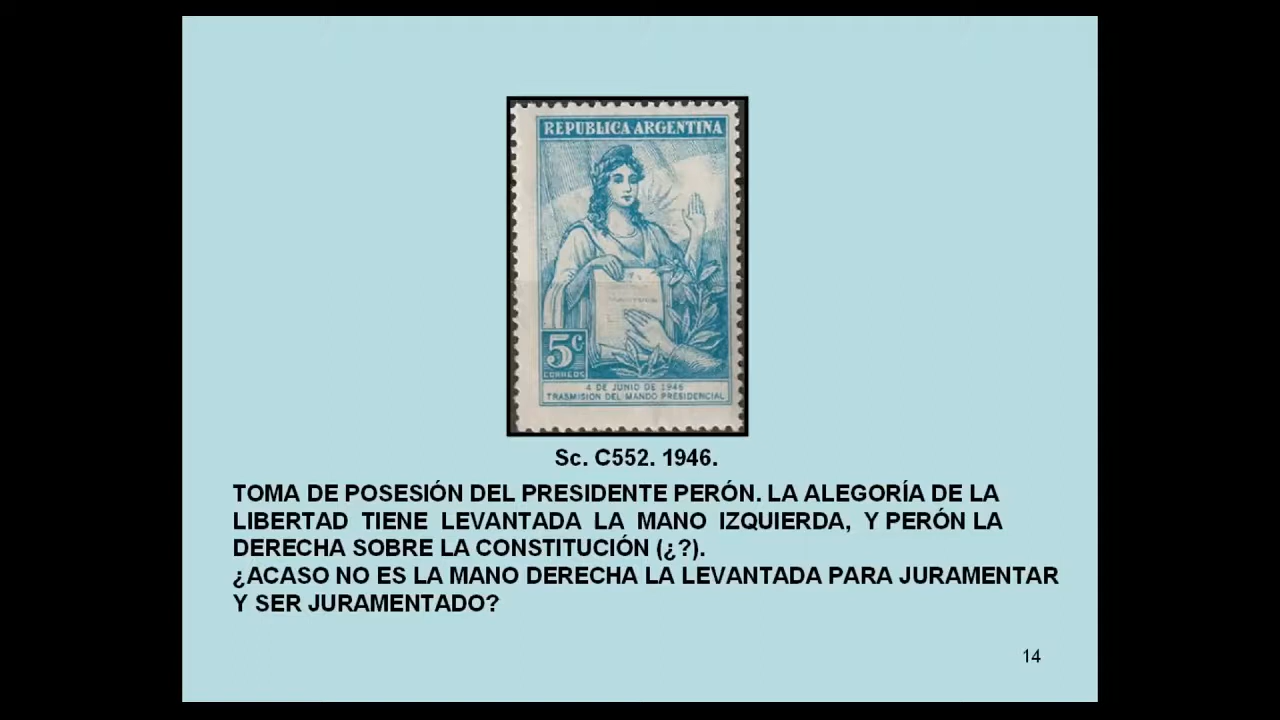 REPUBLICA ARGENTINA
5c
CORREOS
4 DE JUNIO DE 1946
TRASMISION DEL MANDO PRESIDENCIAL
Sc. C552. 1946.
TOMA DE POSESIÓN DEL PRESIDENTE PERÓN. LA ALEGORÍA DE LA
LIBERTAD TIENE LEVANTADA LA MANO IZQUIERDA, Y PERÓN LA
DERECHA SOBRE LA CONSTITUCIÓN (¿?).
¿ACASO NO ES LA MANO DERECHA LA LEVANTADA PARA JURAMENTAR
Y SER JURAMENTADO?
14